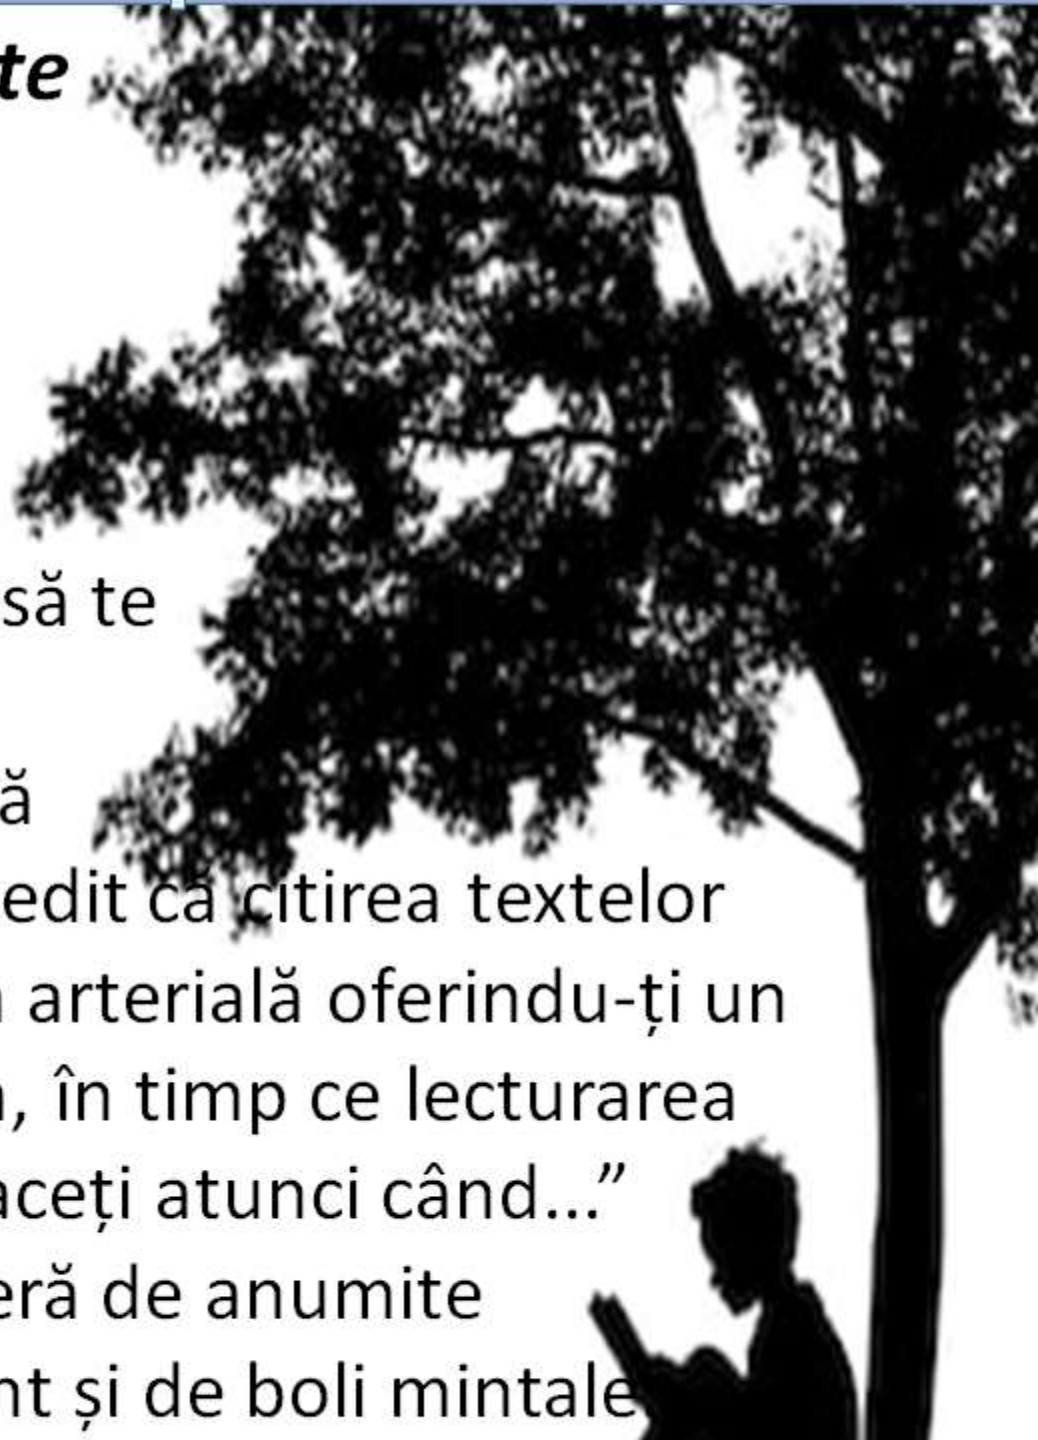 te
să te
ă
edit ca citirea textelor
arterială oferindu-ți un
, în timp ce lecturarea
aceți atunci când...”
eră de anumite
nt și de boli mintale